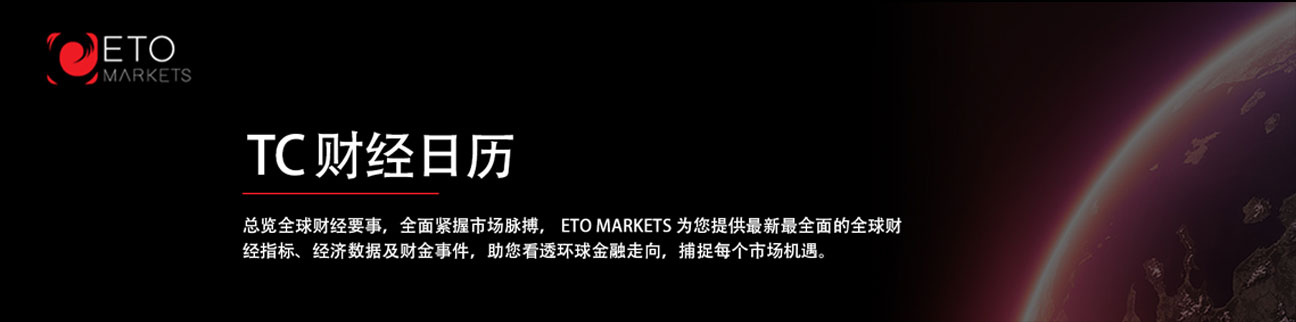 ETO
MARKETS
TC 财经日历
总览全球财经要事，全面紧握市场脉搏， ETO MARKETS 为您提供最新最全面的全球财
经指标、经济数据及财金事件，助您看透环球金融走向，捕捉每个市场机遇。